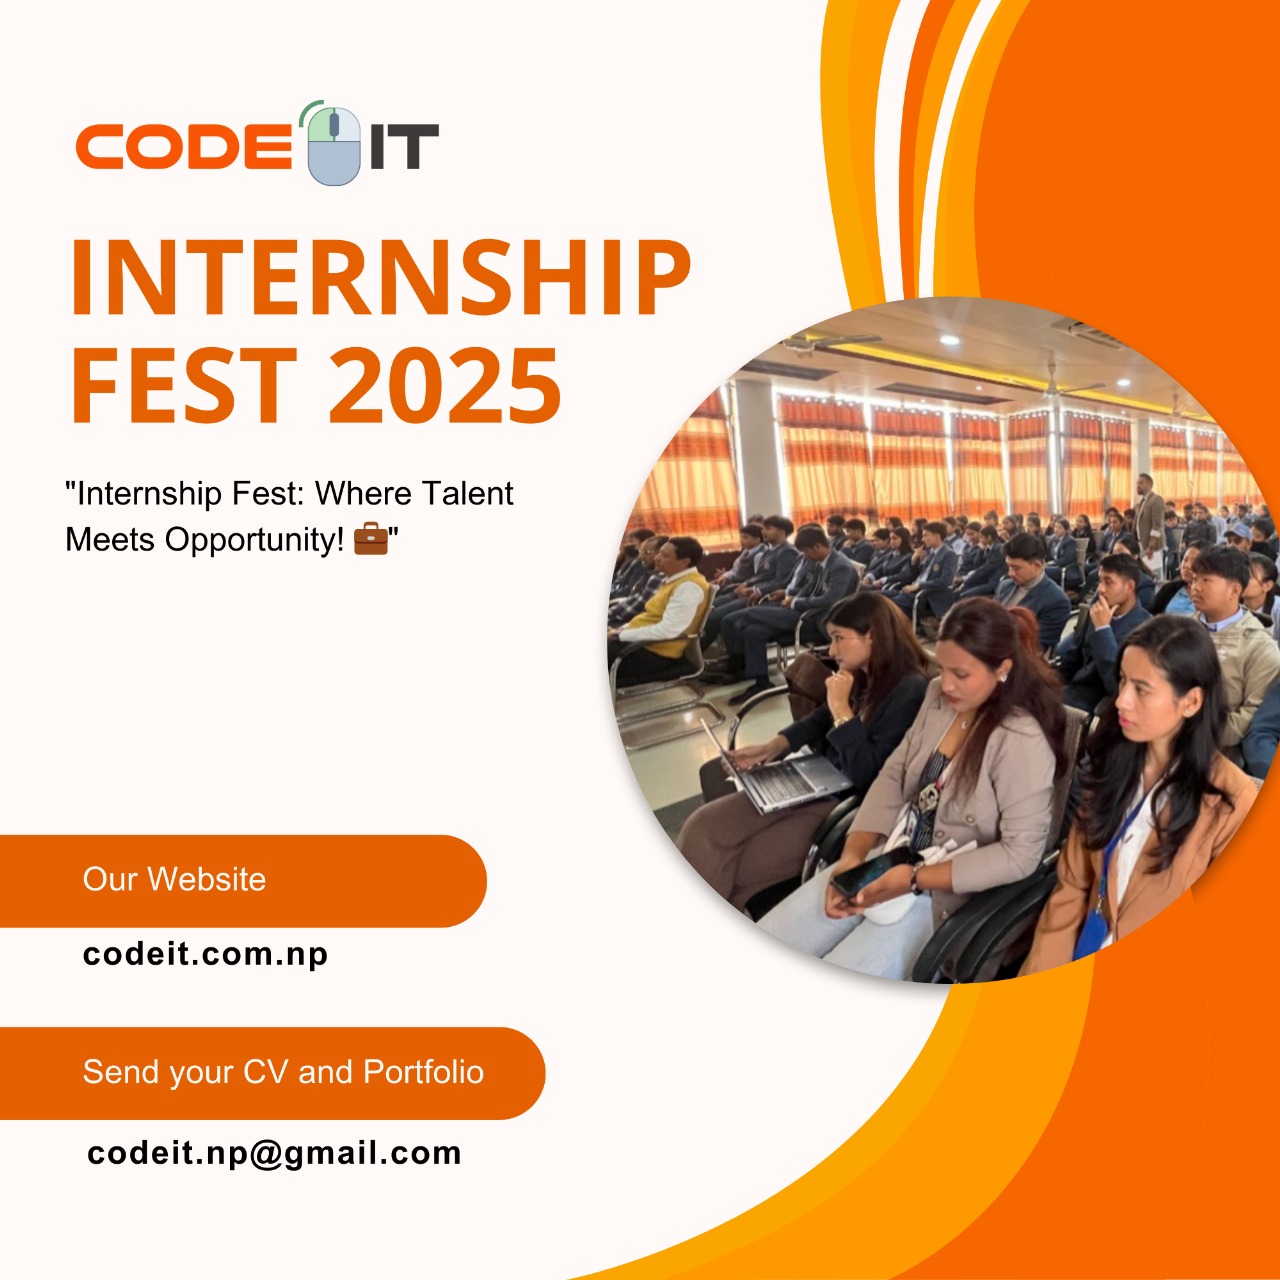 CODE IT
INTERNSHIP
FEST 2025
"Internship Fest: Where Talent
Meets Opportunity! 💼"
Our Website
codeit.com.np
Send your CV and Portfolio
codeit.np@gmail.com